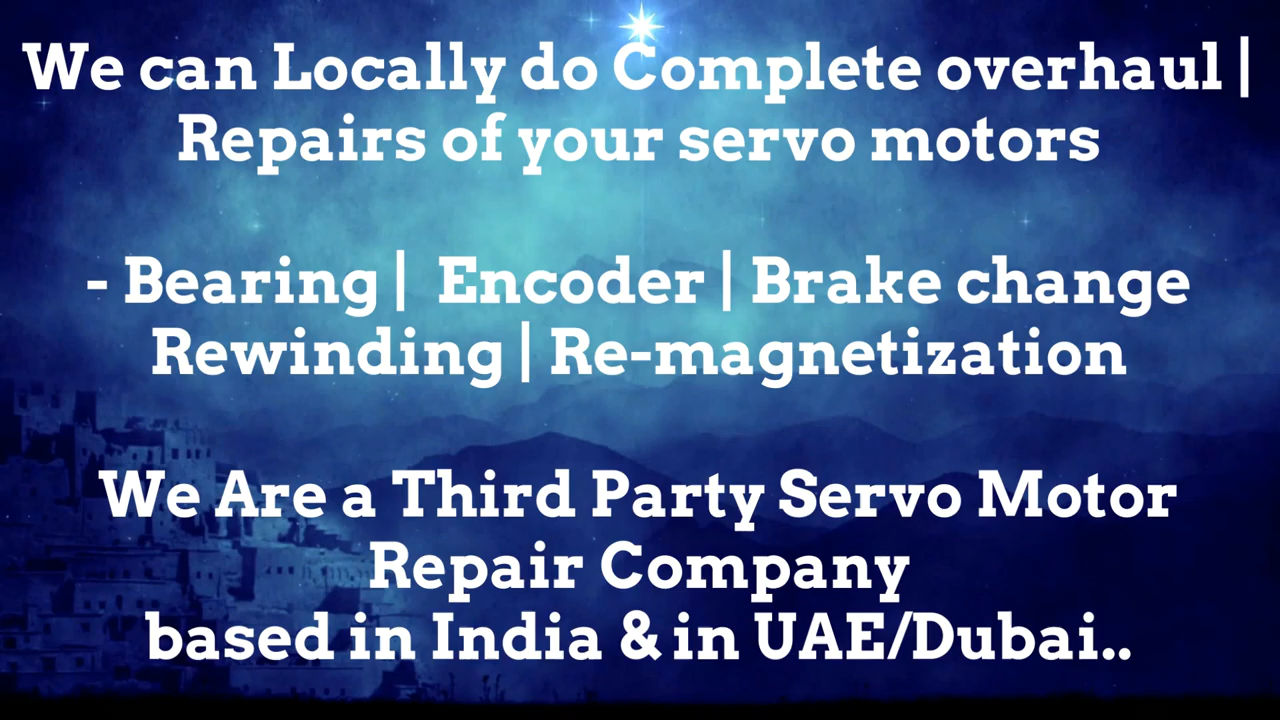 We can Locally do Complete overhaul |
Repairs of your servo motors
- Bearing |  Encoder | Brake change
Rewinding | Re-magnetization
We Are a Third Party Servo Motor
Repair Company
based in India & in UAE/Dubai..